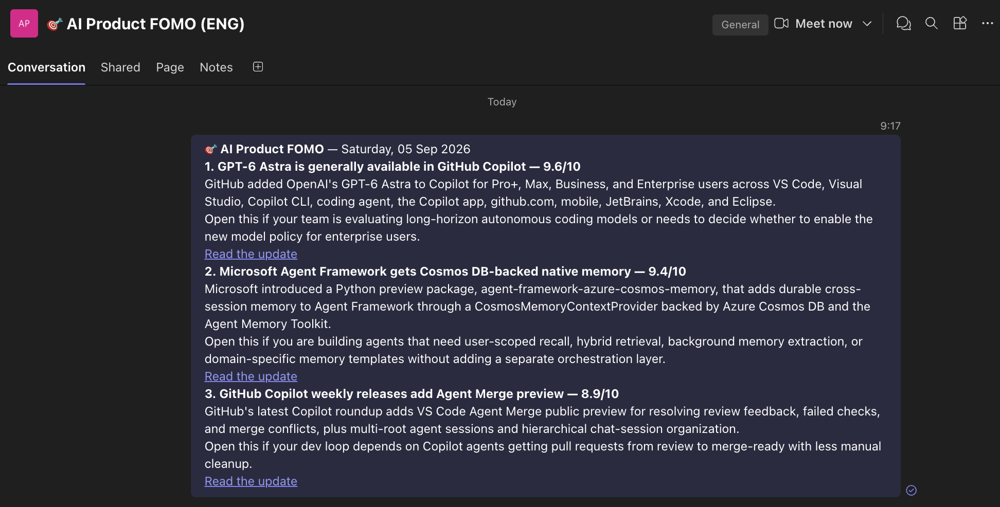 AP
🎯 AI Product FOMO (ENG)
General
Meet now
Conversation
Shared
Page
Notes
Today
9:17
🎯 AI Product FOMO — Saturday, 05 Sep 2026
1. GPT-6 Astra is generally available in GitHub Copilot — 9.6/10
GitHub added OpenAI's GPT-6 Astra to Copilot for Pro+, Max, Business, and Enterprise users across VS Code, Visual
Studio, Copilot CLI, coding agent, the Copilot app, github.com, mobile, JetBrains, Xcode, and Eclipse.
Open this if your team is evaluating long-horizon autonomous coding models or needs to decide whether to enable the
new model policy for enterprise users.
Read the update
2. Microsoft Agent Framework gets Cosmos DB-backed native memory — 9.4/10
Microsoft introduced a Python preview package, agent-framework-azure-cosmos-memory, that adds durable cross-
session memory to Agent Framework through a CosmosMemoryContextProvider backed by Azure Cosmos DB and the
Agent Memory Toolkit.
Open this if you are building agents that need user-scoped recall, hybrid retrieval, background memory extraction, or
domain-specific memory templates without adding a separate orchestration layer.
Read the update
3. GitHub Copilot weekly releases add Agent Merge preview — 8.9/10
GitHub's latest Copilot roundup adds VS Code Agent Merge public preview for resolving review feedback, failed checks,
and merge conflicts, plus multi-root agent sessions and hierarchical chat-session organization.
Open this if your dev loop depends on Copilot agents getting pull requests from review to merge-ready with less manual
cleanup.
Read the update